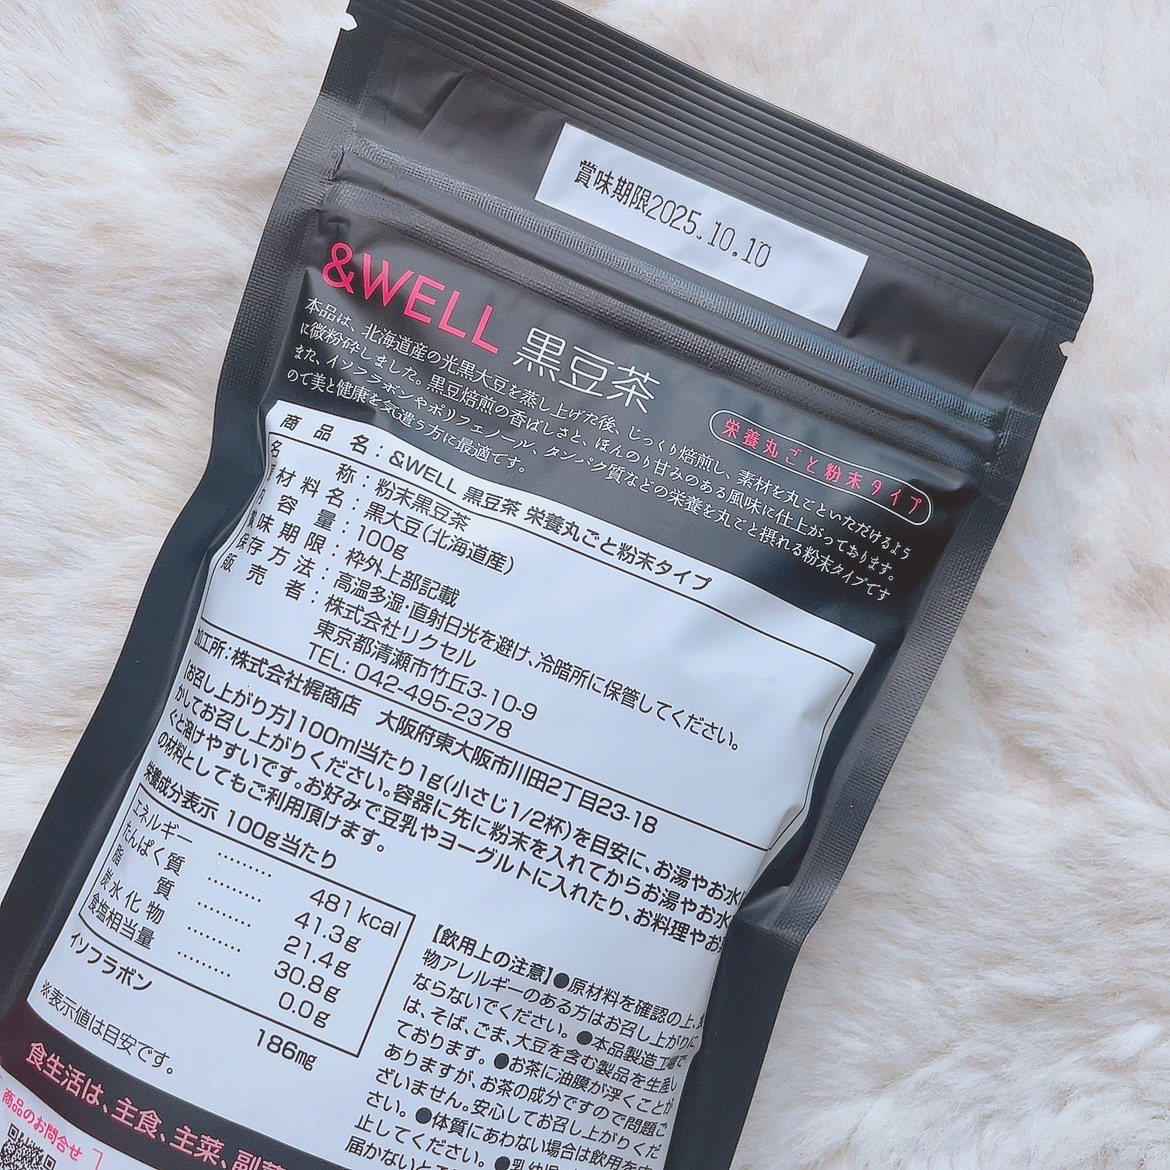 賞味期限2025.10.10
&WELL 黒豆茶
栄養丸ごと粉末タイプ
本品は、北海道産の光黒大豆を蒸し上げた後、じっくり焙煎し、素材を丸ごといただけるよう
に微粉砕しました。黒豆焙煎の香ばしさと、ほんのり甘みのある風味に仕上がっております。
また、イソフラボンやポリフェノール、タンパク質などの栄養を丸ごと摂れる粉末タイプです
ので美と健康を気遣う方に最適です。
商品名:&WELL 黒豆茶 栄養丸ごと粉末タイプ
名称:粉末黒豆茶
原材料名:黒大豆(北海道産)
内容量:100g
賞味期限:枠外上部記載
保存方法:高温多湿・直射日光を避け、冷暗所に保管してください。
販売者:株式会社リクセル
東京都清瀬市竹丘3-10-9
TEL: 042-495-2378
加工所:株式会社梶商店 大阪府東大阪市川田2丁目23-18
【お召し上がり方】100ml当たり1g(小さじ1/2杯)を目安に、お湯やお水に
かしてお召し上がりください。容器に先に粉末を入れてからお湯やお水
ぐと溶けやすいです。お好みで豆乳やヨーグルトに入れたり、お料理やお
の材料としてもご利用頂けます。
栄養成分表示 100g当たり
エネルギー ……… 481 kcal
たんぱく質 ……… 41.3g
脂質 ……… 21.4g
炭水化物 ……… 30.8g
食塩相当量 ……… 0.0g
イソフラボン 186mg
※表示値は目安です。
【飲用上の注意】●原材料を確認の上、
物アレルギーのある方はお召し上がりに
ならないでください。●本品製造工場で
は、そば、ごま、大豆を含む製品を生産し
ております。●お茶に油膜が浮くことが
ありますが、お茶の成分ですので問題ご
ざいません。安心してお召し上がりくだ
さい。●体質にあわない場合は飲用を中
止してください。●乳幼児
届かないところ
食生活は、主食、主菜、副菜
商品のお問合せ